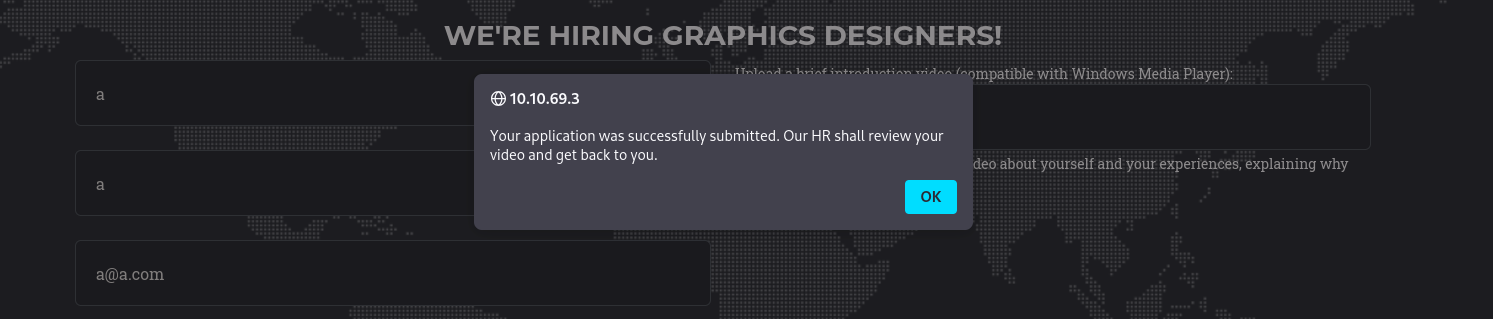 WE'RE HIRING GRAPHICS DESIGNERS!
a
a
a@a.com
Upload a brief introduction video (compatible with Windows Media Player):
deo about yourself and your experiences, explaining why
10.10.69.3
Your application was successfully submitted. Our HR shall review your
video and get back to you.
OK